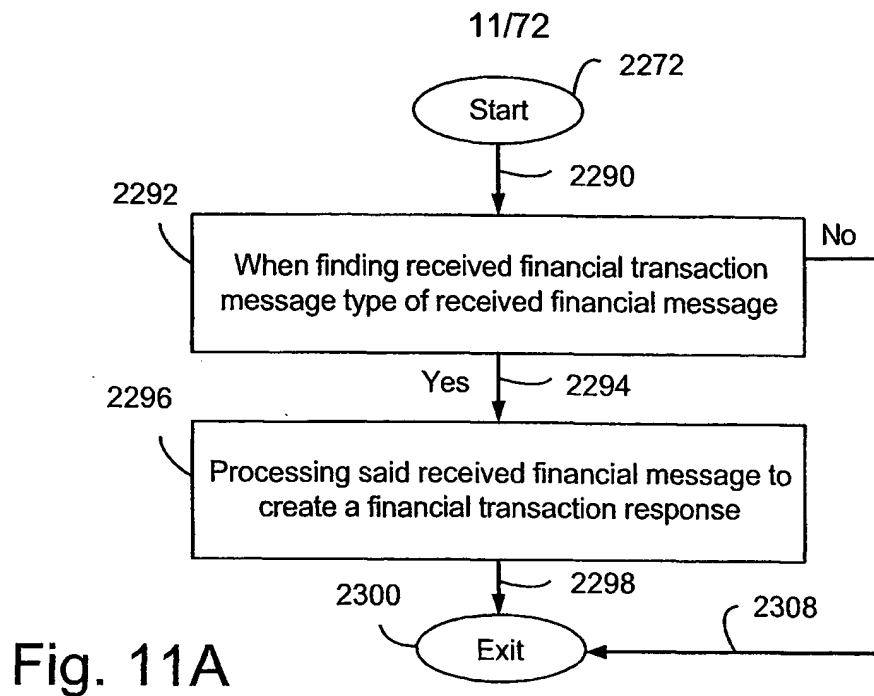 11/72
2272
Start
2290
2292
No
When finding received financial transaction
message type of received financial message
Yes
2294
2296
Processing said received financial message to
create a financial transaction response
2298
2300
2308
Exit
Fig. 11A